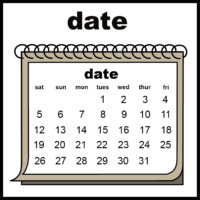 date
date
sat sun mon tues wed thur fri
1 2 3 4
5 6 7 8 9 10 11
12 13 14 15 16 17 18
19 20 21 22 23 24 25
26 27 28 29 30 31